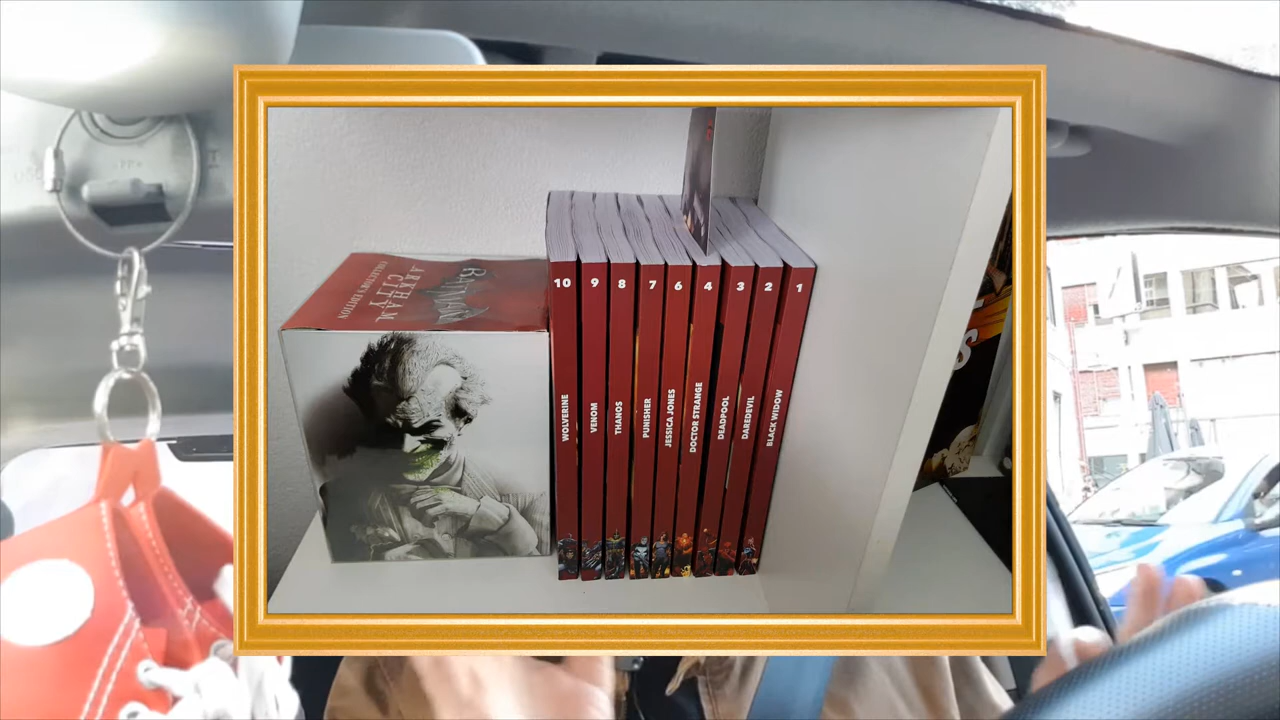 BATMAN
ARKHAM
CITY
COLLECTOR'S EDITION
10
WOLVERINE
9
VENOM
8
THANOS
7
PUNISHER
6
JESSICA JONES
4
DOCTOR STRANGE
3
DEADPOOL
2
DAREDEVIL
1
BLACK WIDOW
S